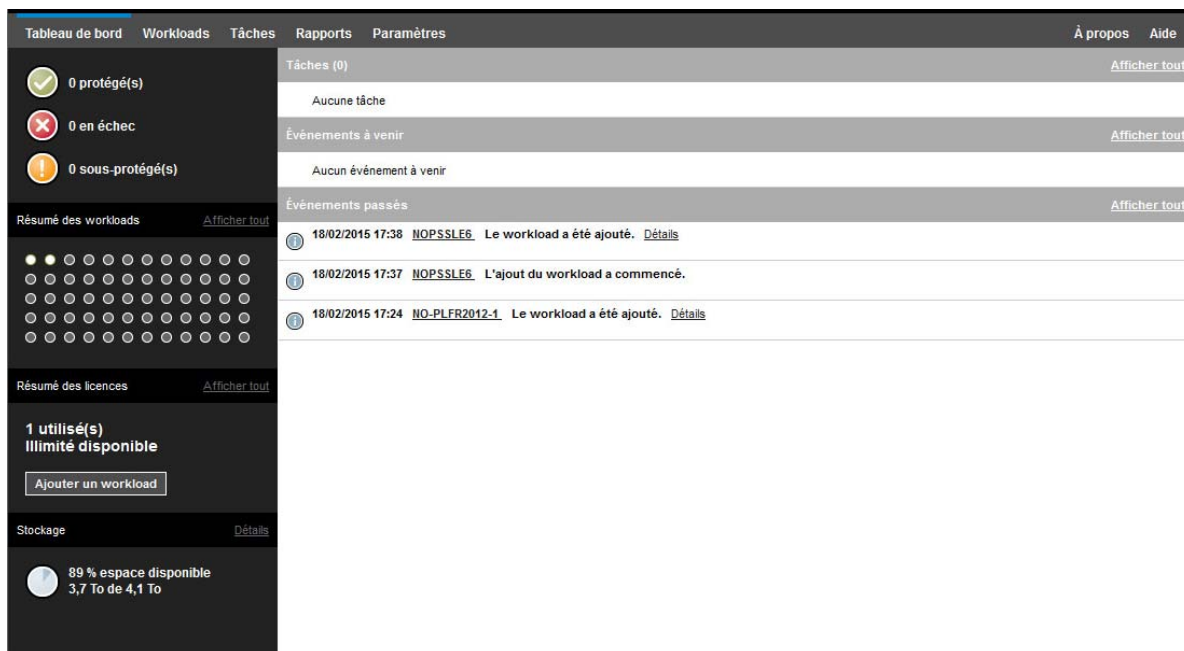 Tableau de bord Workloads Tâches Rapports Paramètres À propos Aide
0 protégé(s)
0 en échec
0 sous-protégé(s)
Résumé des workloads Afficher tout
Résumé des licences Afficher tout
1 utilisé(s)
Illimité disponible
Ajouter un workload
Stockage Détails
89 % espace disponible
3,7 To de 4,1 To
Tâches (0) Afficher tout
Aucune tâche
Événements à venir Afficher tout
Aucun événement à venir
Événements passés Afficher tout
18/02/2015 17:38 NOPSSLE6 Le workload a été ajouté. Détails
18/02/2015 17:37 NOPSSLE6 L'ajout du workload a commencé.
18/02/2015 17:24 NO-PLFR2012-1 Le workload a été ajouté. Détails